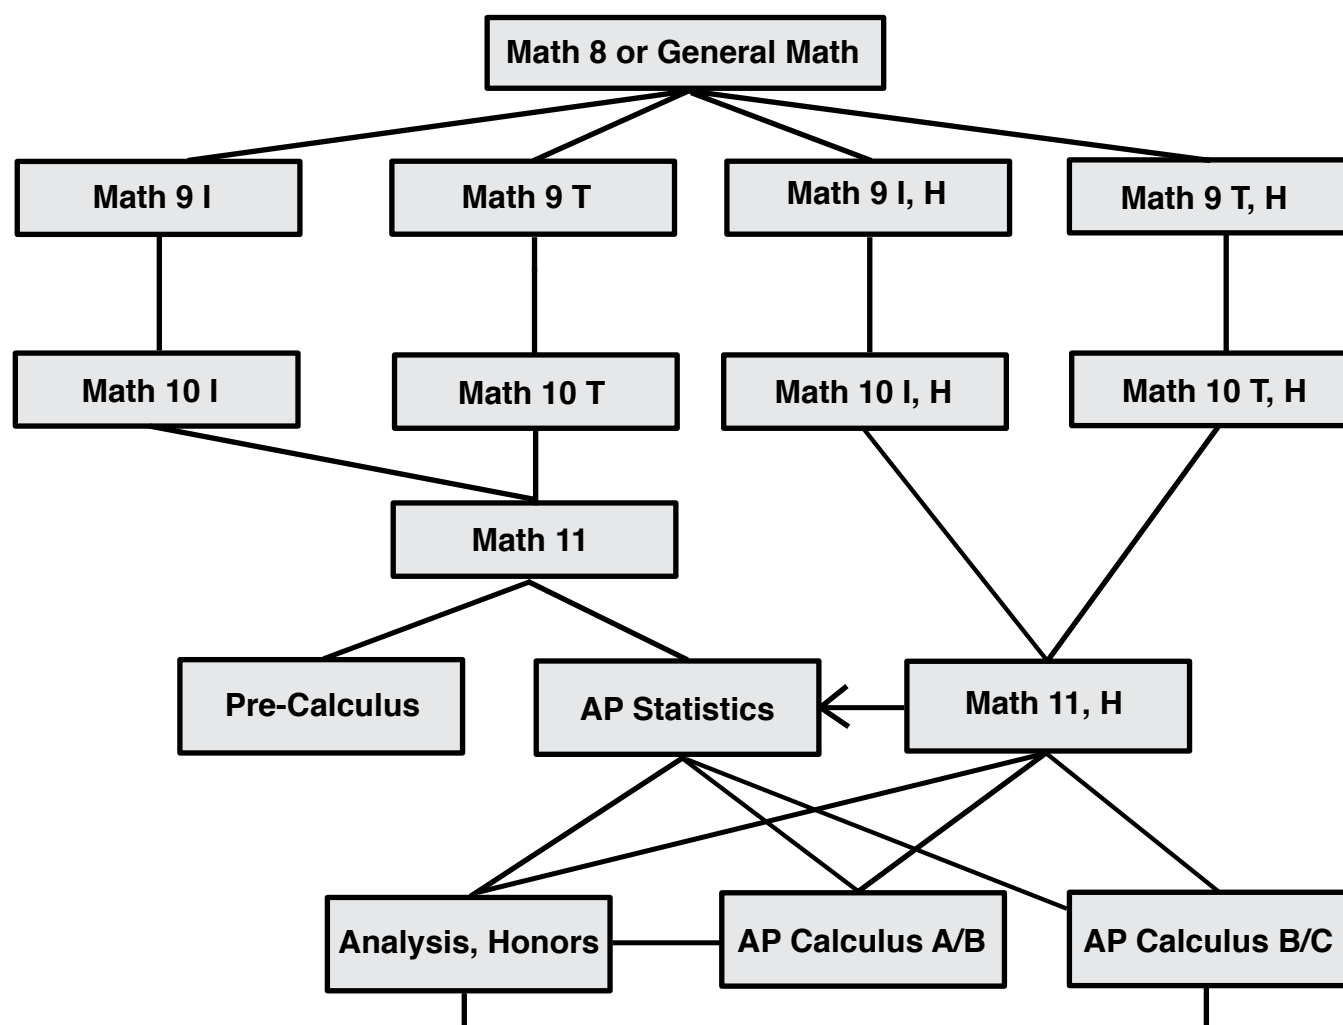 Math 8 or General Math
Math 9 I
Math 9 T
Math 9 I, H
Math 9 T, H
Math 10 I
Math 10 T
Math 10 I, H
Math 10 T, H
Math 11
Pre-Calculus
AP Statistics
Math 11, H
Analysis, Honors
AP Calculus A/B
AP Calculus B/C